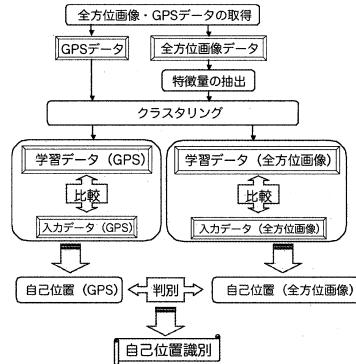 全方位画像・GPSデータの取得
GPSデータ
全方位画像データ
特徴量の抽出
クラスタリング
学習データ(GPS)
学習データ(全方位画像)
比較
比較
入力データ(GPS)
入力データ(全方位画像)
自己位置(GPS)
判別
自己位置(全方位画像)
自己位置識別